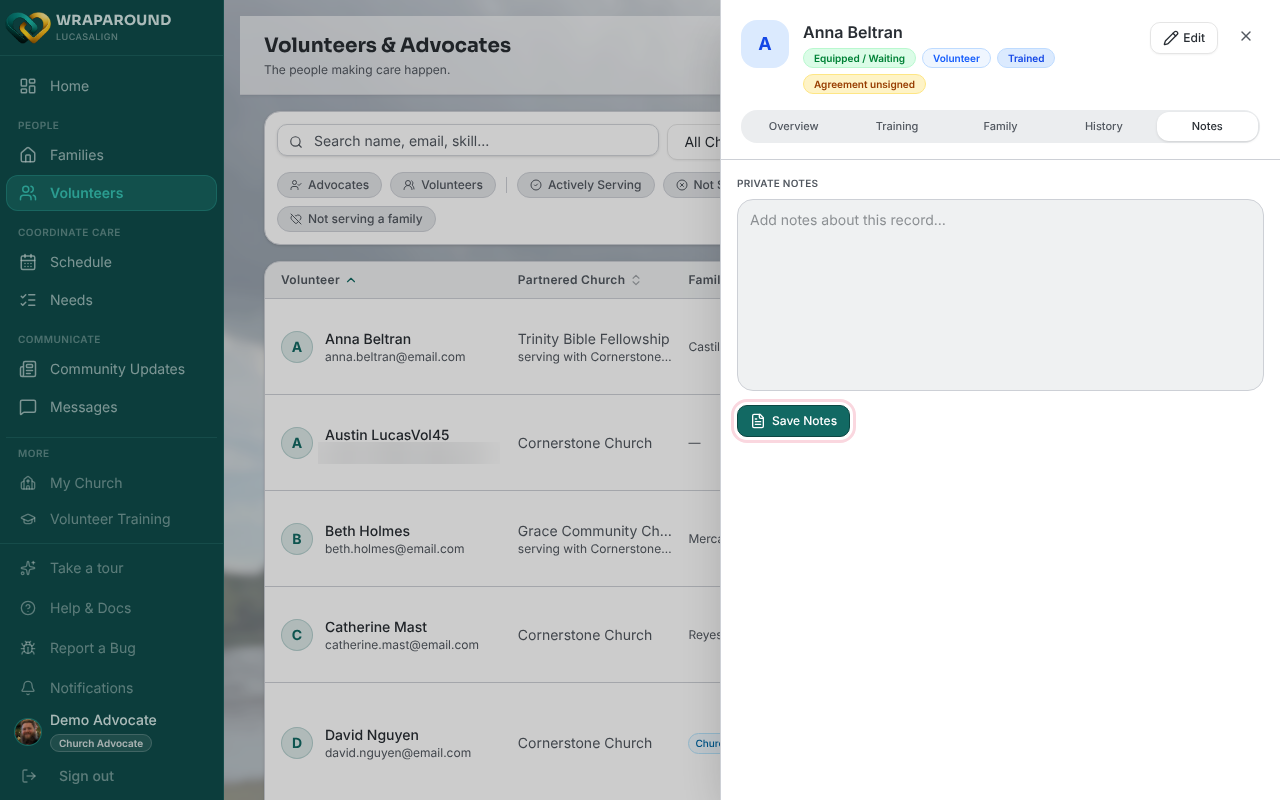 WRAPAROUND
LUCASALIGN
Home
PEOPLE
Families
Volunteers
COORDINATE CARE
Schedule
Needs
COMMUNICATE
Community Updates
Messages
MORE
My Church
Volunteer Training
Take a tour
Help & Docs
Report a Bug
Notifications
Demo Advocate
Church Advocate
Sign out
Volunteers & Advocates
The people making care happen.
Search name, email, skill...
All Ch
Advocates
Volunteers
Actively Serving
Not S
Not serving a family
Volunteer
Partnered Church
Famil
A
Anna Beltran
anna.beltran@email.com
Trinity Bible Fellowship
serving with Cornerstone...
Castil
A
Austin LucasVol45
Cornerstone Church
—
B
Beth Holmes
beth.holmes@email.com
Grace Community Ch...
serving with Cornerstone...
Merca
C
Catherine Mast
catherine.mast@email.com
Cornerstone Church
Reyes
D
David Nguyen
david.nguyen@email.com
Cornerstone Church
Churc
A
Anna Beltran
Equipped / Waiting
Volunteer
Trained
Agreement unsigned
Edit
Overview
Training
Family
History
Notes
PRIVATE NOTES
Add notes about this record...
Save Notes